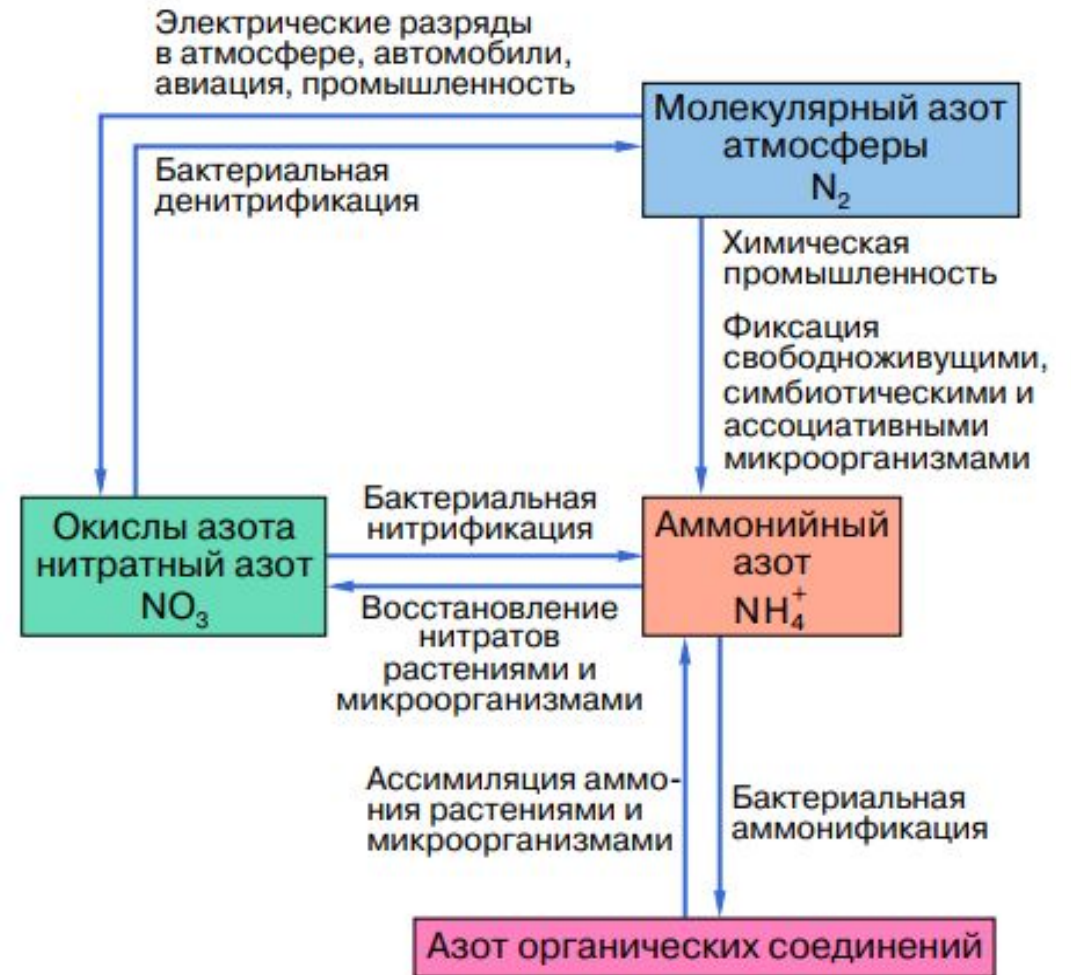 Электрические разряды
в атмосфере, автомобили,
авиация, промышленность
Молекулярный азот
атмосферы
N₂
Бактериальная
денитрификация
Химическая
промышленность
Фиксация
свободноживущими,
симбиотическими и
ассоциативными
микроорганизмами
Окислы азота
нитратный азот
NO₃
Бактериальная
нитрификация
Аммонийный
азот
NH₄⁺
Восстановление
нитратов
растениями и
микроорганизмами
Ассимиляция аммо-
ния растениями и
микроорганизмами
Бактериальная
аммонификация
Азот органических соединений